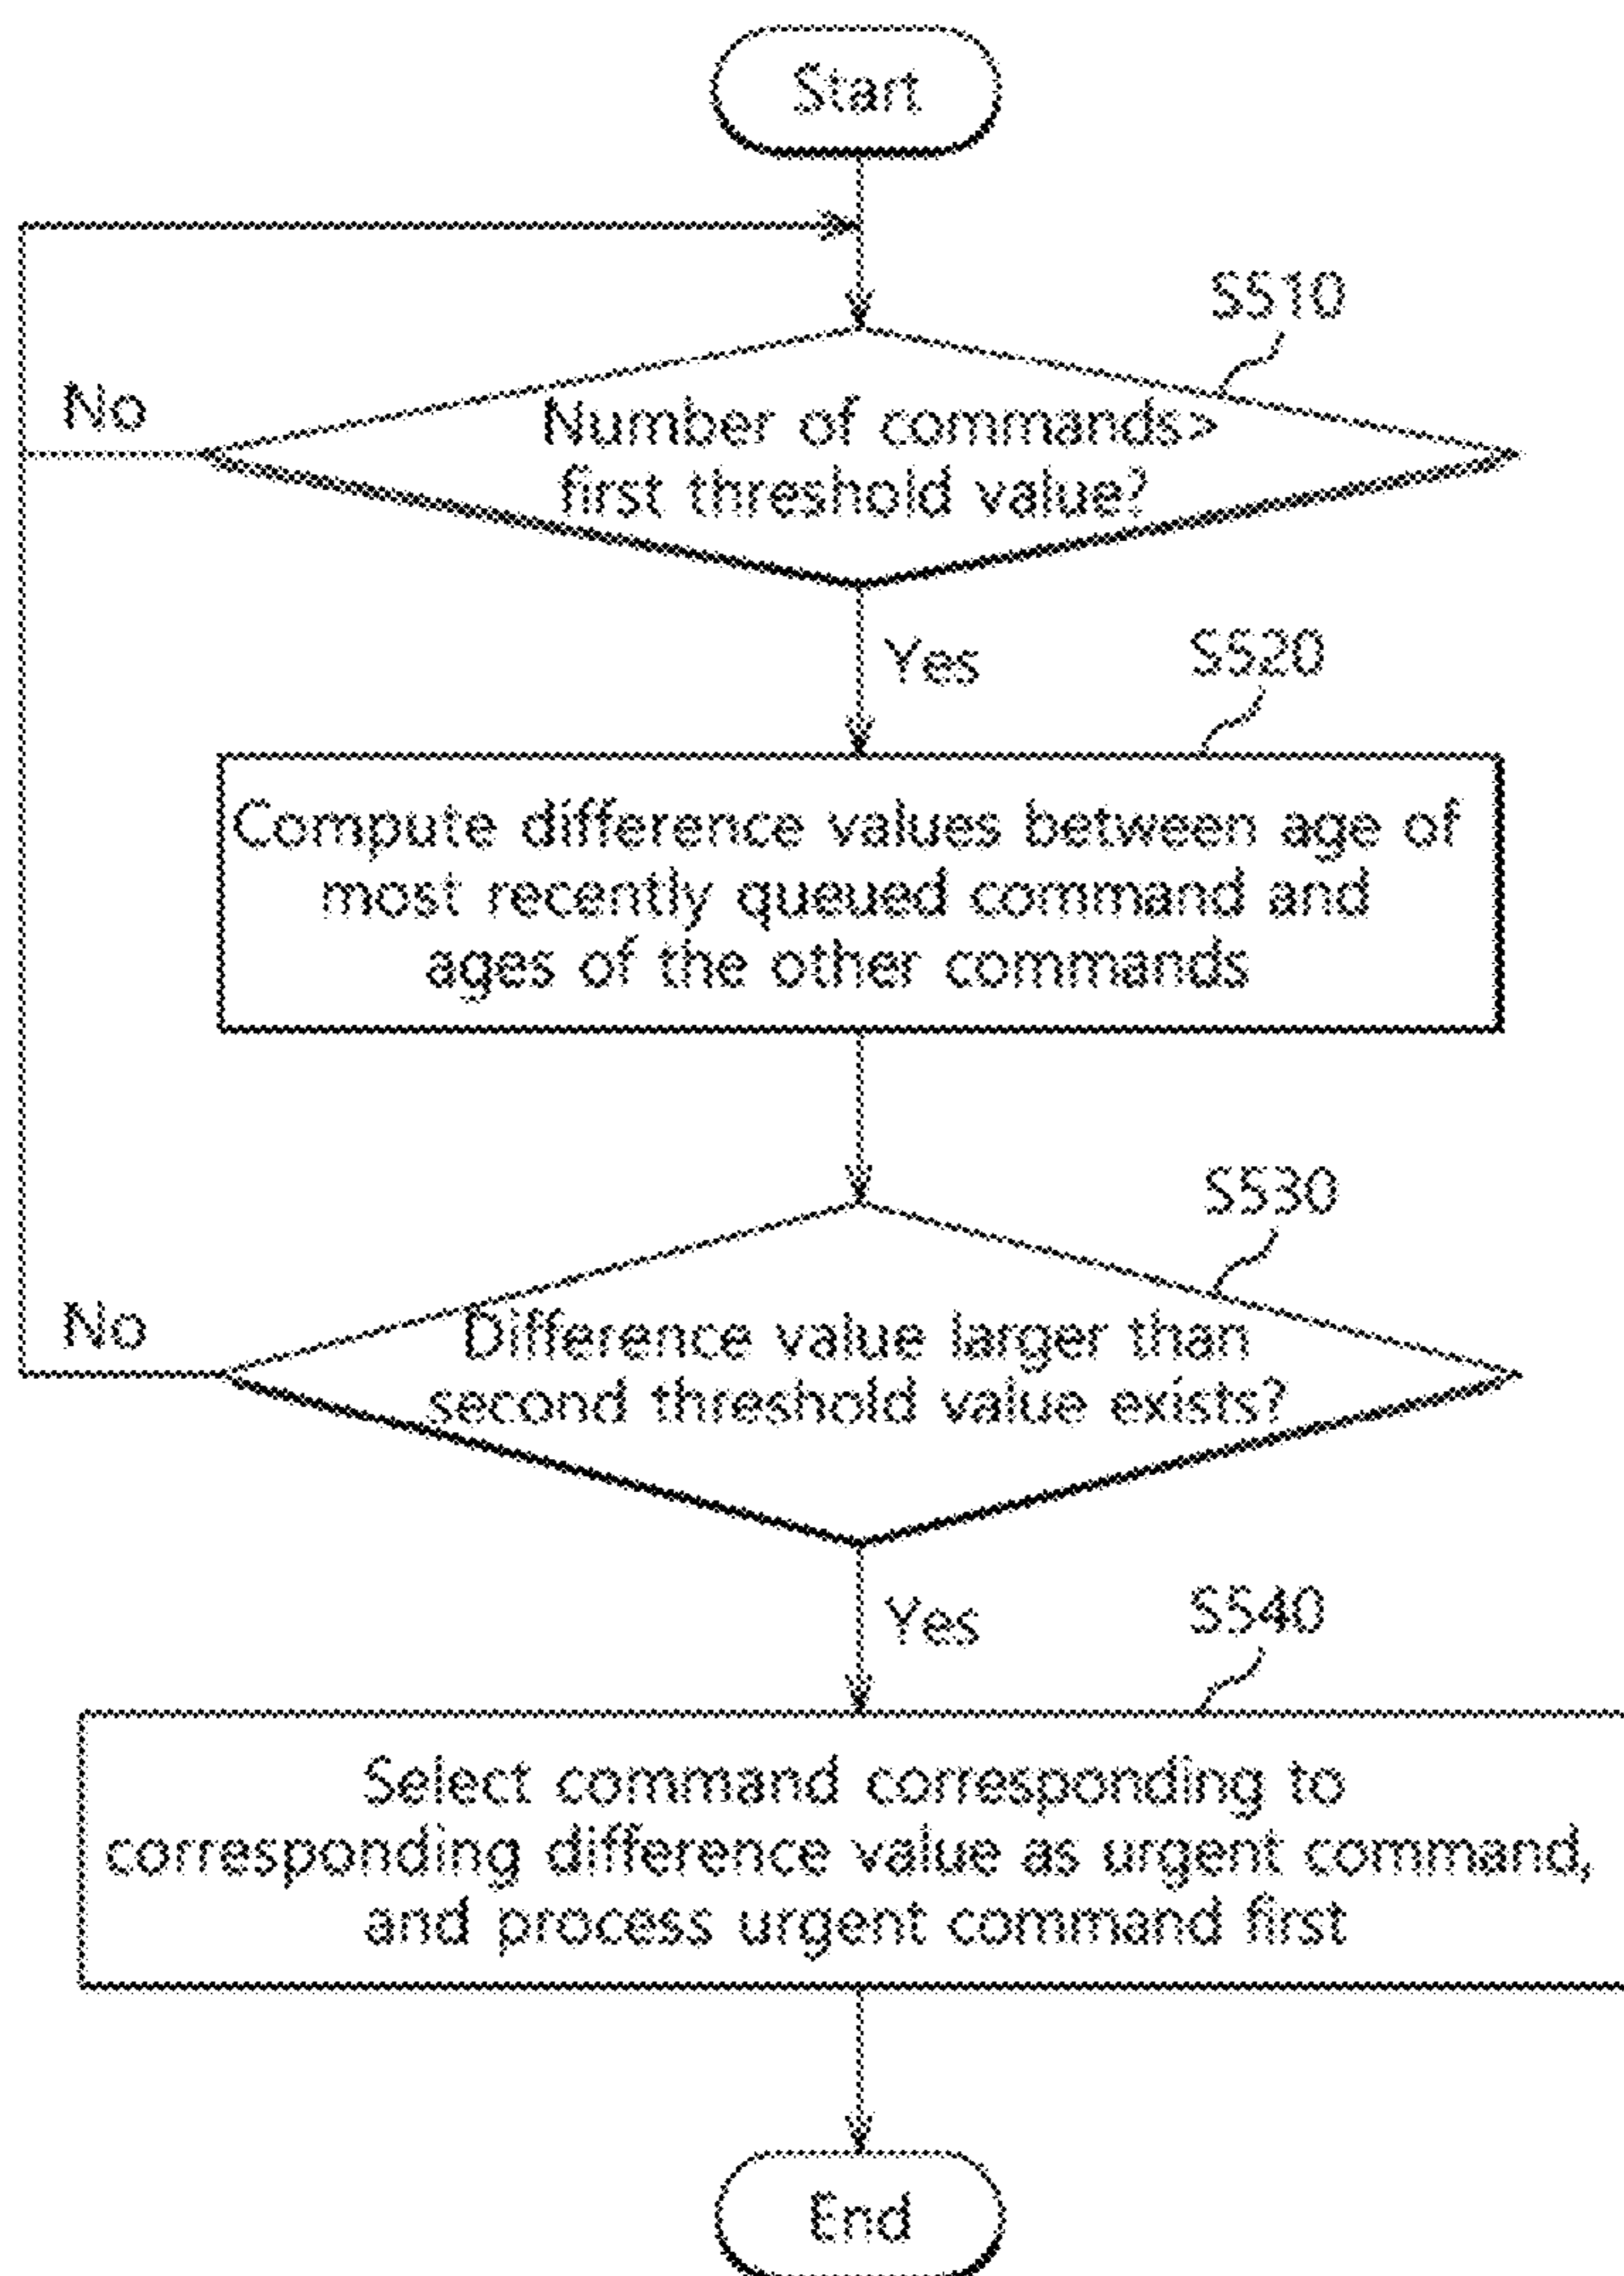 Start
S510
No
Number of commands>
first threshold value?
Yes
S520
Compute difference values between age of
most recently queued command and
ages of the other commands
S530
No
Difference value larger than
second threshold value exists?
Yes
S540
Select command corresponding to
corresponding difference value as urgent command,
and process urgent command first
End